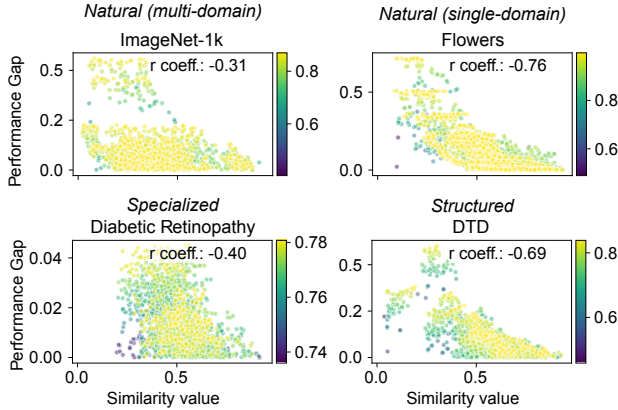 Natural (multi-domain)
Natural (single-domain)
ImageNet-1k
Flowers
r coeff.: -0.31
r coeff.: -0.76
Performance Gap
0.5
0.2
0.0
0.8
0.6
0.5
0.0
0.8
0.6
Specialized
Structured
Diabetic Retinopathy
DTD
r coeff.: -0.40
r coeff.: -0.69
Performance Gap
0.04
0.02
0.00
0.78
0.76
0.74
0.5
0.2
0.0
0.8
0.6
0.0
0.5
0.0
0.5
Similarity value
Similarity value